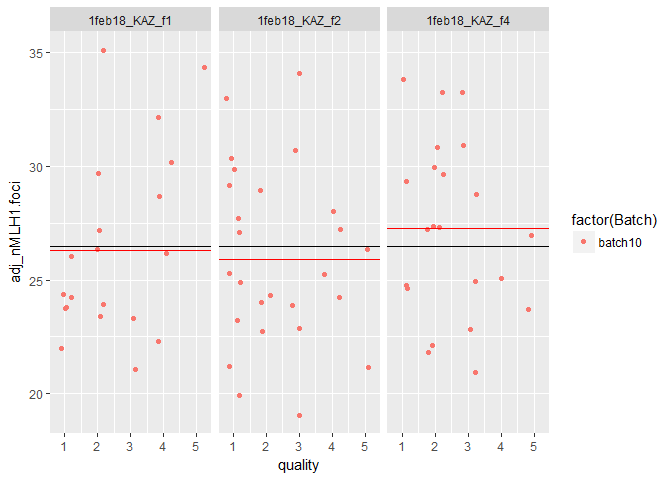 1feb18_KAZ_f1 1feb18_KAZ_f2 1feb18_KAZ_f4
35
30
25
20
adj_nMLH1.foci
1 2 3 4 5 1 2 3 4 5 1 2 3 4 5
quality
factor(Batch)
batch10